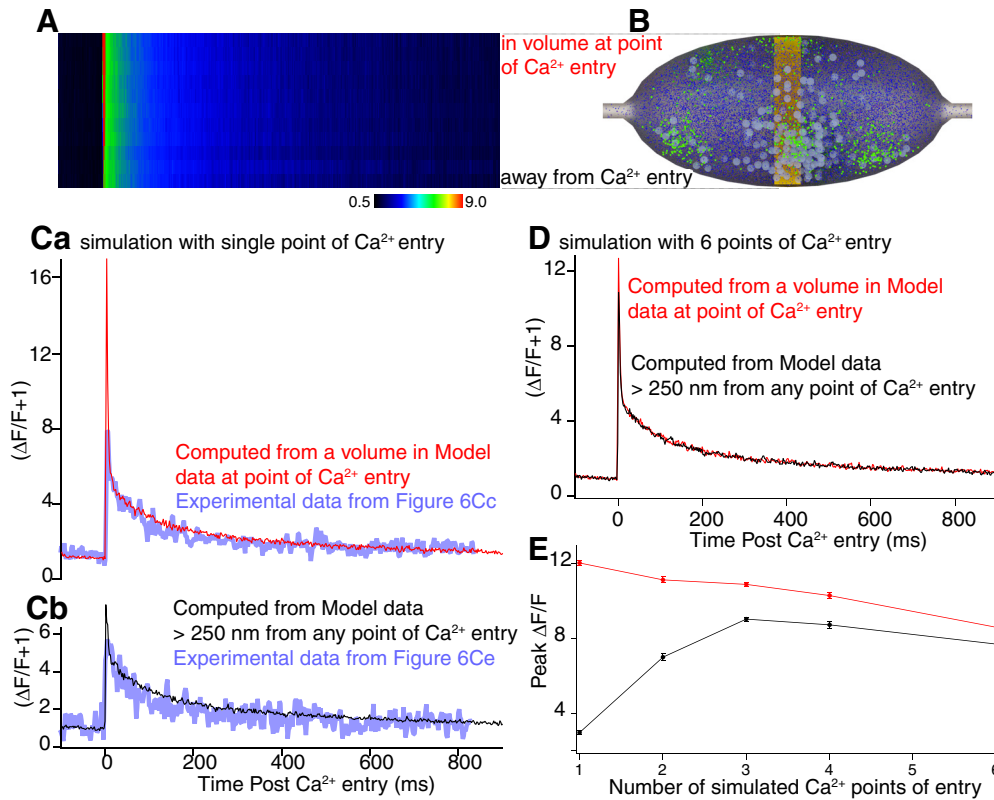 A
B
in volume at point
of Ca²⁺ entry
away from Ca²⁺ entry
0.5 9.0
Ca simulation with single point of Ca²⁺ entry
16
12
8
4
0
(ΔF/F+1)
Computed from a volume in Model
data at point of Ca²⁺ entry
Experimental data from Figure 6Cc
Cb
Computed from Model data
> 250 nm from any point of Ca²⁺ entry
Experimental data from Figure 6Ce
6
4
2
0
(ΔF/F+1)
0 200 400 600 800
Time Post Ca²⁺ entry (ms)
D simulation with 6 points of Ca²⁺ entry
12
8
4
0
(ΔF/F+1)
Computed from a volume in Model
data at point of Ca²⁺ entry
Computed from Model data
> 250 nm from any point of Ca²⁺ entry
0 200 400 600 800
Time Post Ca²⁺ entry (ms)
E
12
8
4
Peak ΔF/F
1 2 3 4 5 6
Number of simulated Ca²⁺ points of entry